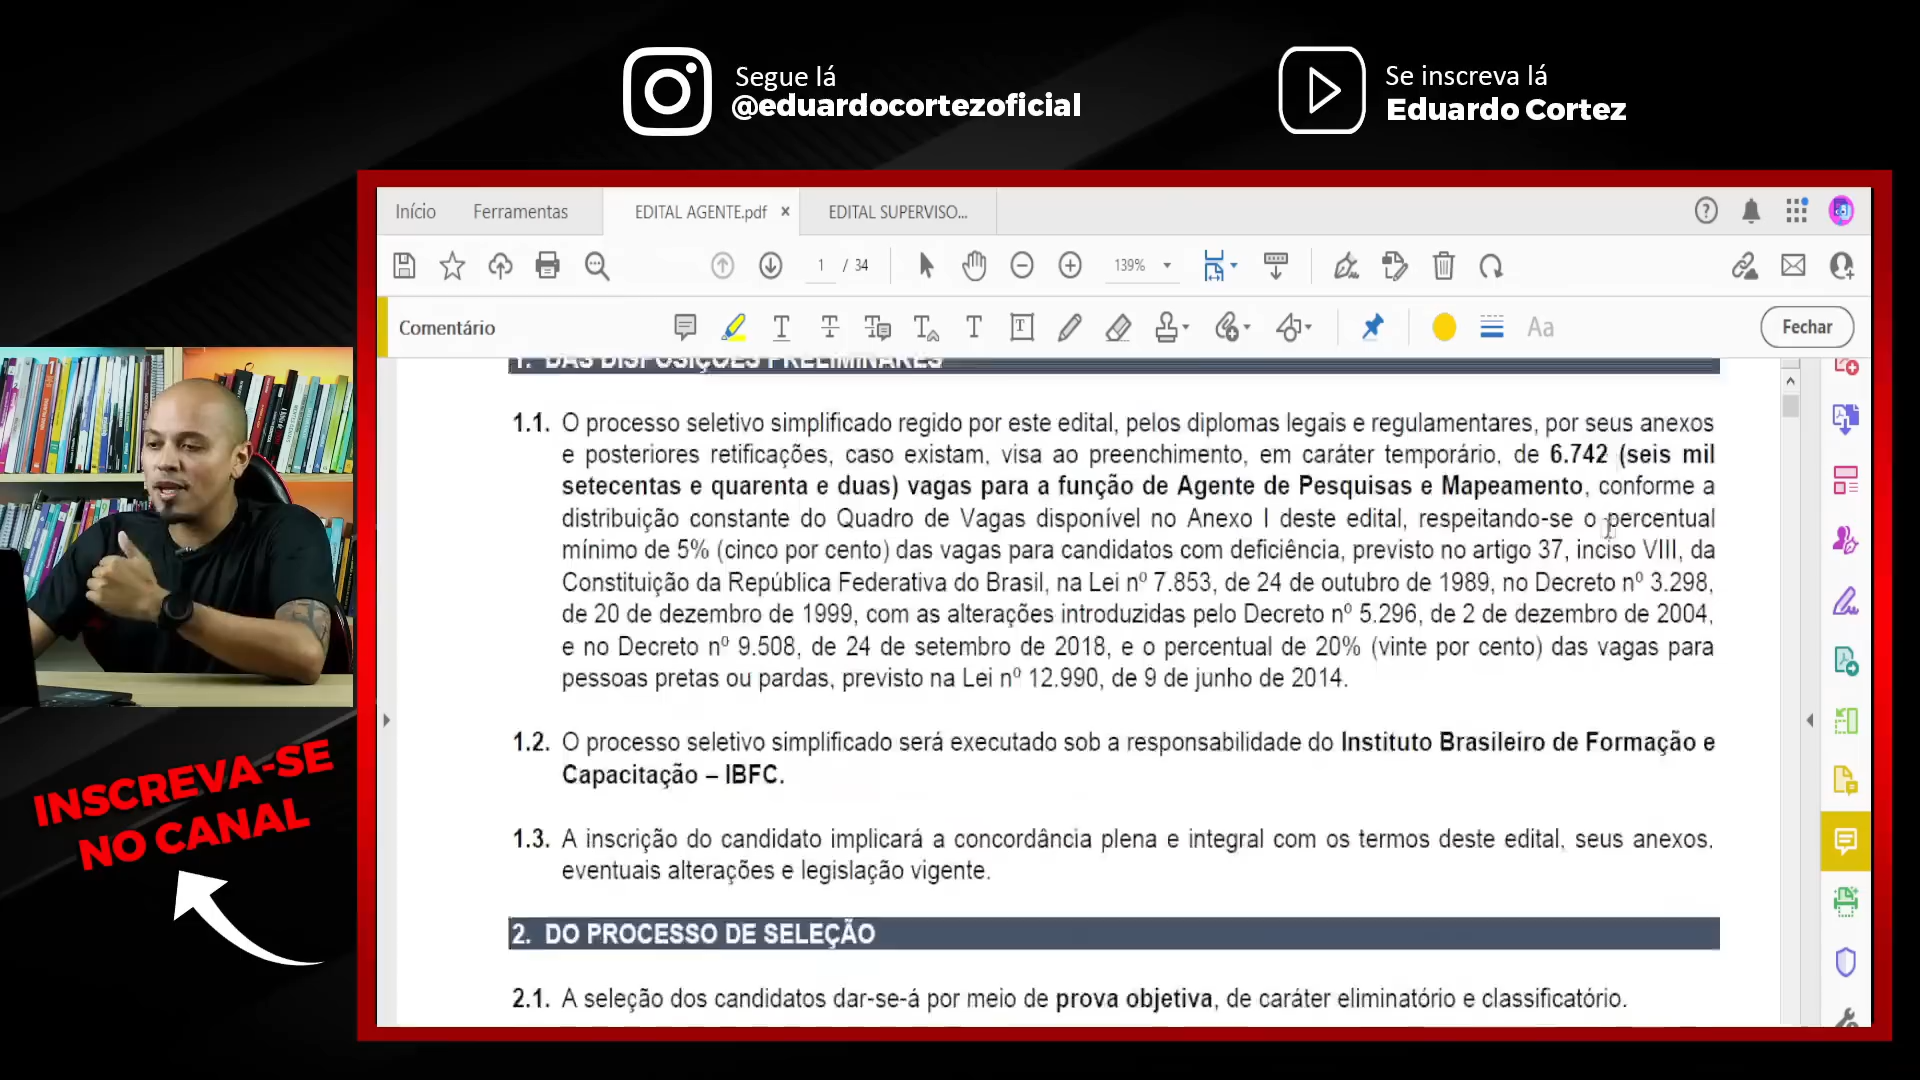 Segue lá
@eduardocortezoficial
Se inscreva lá
Eduardo Cortez
Início
Ferramentas
EDITAL AGENTE.pdf
×
EDITAL SUPERVISO...
1 / 34
139%
Comentário
Aa
Fechar
1. DAS DISPOSIÇÕES PRELIMINARES
1.1. O processo seletivo simplificado regido por este edital, pelos diplomas legais e regulamentares, por seus anexos
e posteriores retificações, caso existam, visa ao preenchimento, em caráter temporário, de 6.742 (seis mil
setecentas e quarenta e duas) vagas para a função de Agente de Pesquisas e Mapeamento, conforme a
distribuição constante do Quadro de Vagas disponível no Anexo I deste edital, respeitando-se o percentual
mínimo de 5% (cinco por cento) das vagas para candidatos com deficiência, previsto no artigo 37, inciso VIII, da
Constituição da República Federativa do Brasil, na Lei nº 7.853, de 24 de outubro de 1989, no Decreto nº 3.298,
de 20 de dezembro de 1999, com as alterações introduzidas pelo Decreto nº 5.296, de 2 de dezembro de 2004,
e no Decreto nº 9.508, de 24 de setembro de 2018, e o percentual de 20% (vinte por cento) das vagas para
pessoas pretas ou pardas, previsto na Lei nº 12.990, de 9 de junho de 2014.
1.2. O processo seletivo simplificado será executado sob a responsabilidade do Instituto Brasileiro de Formação e
Capacitação – IBFC.
1.3. A inscrição do candidato implicará a concordância plena e integral com os termos deste edital, seus anexos,
eventuais alterações e legislação vigente.
2. DO PROCESSO DE SELEÇÃO
2.1. A seleção dos candidatos dar-se-á por meio de prova objetiva, de caráter eliminatório e classificatório.
INSCREVA-SE
NO CANAL